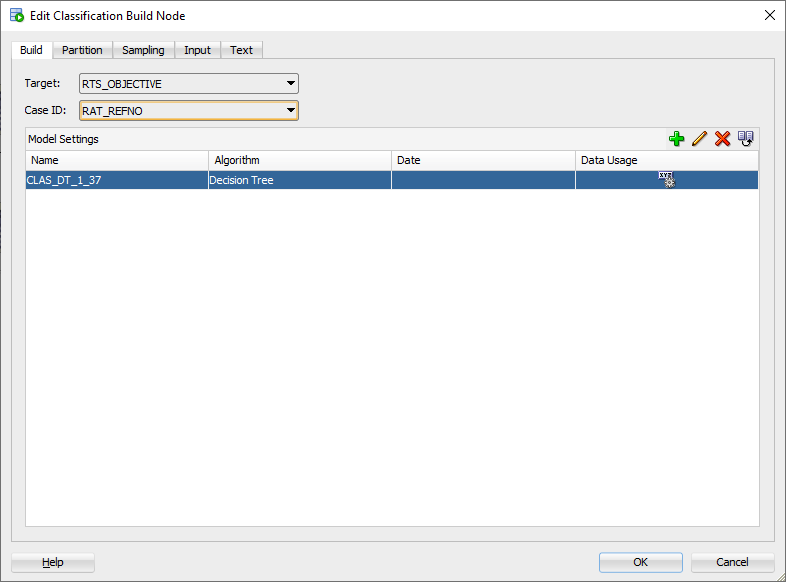 Edit Classification Build Node
Build Partition Sampling Input Text
Target: RTS_OBJECTIVE
Case ID: RAT_REFNO
Model Settings
Name Algorithm Date Data Usage
CLAS_DT_1_37 Decision Tree XYZ
Help OK Cancel